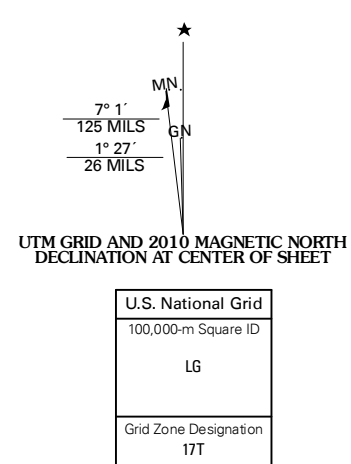 ★
MN
7° 1´
125 MILS
GN
1° 27´
26 MILS
UTM GRID AND 2010 MAGNETIC NORTH
DECLINATION AT CENTER OF SHEET
U.S. National Grid
100,000-m Square ID
LG
Grid Zone Designation
17T